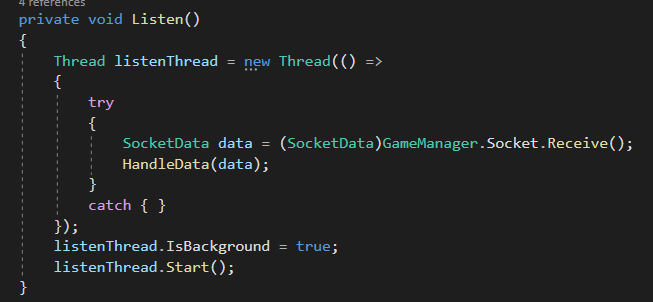 4 references
private void Listen()
{
    Thread listenThread = new Thread(() =>
    {
        try
        {
            SocketData data = (SocketData)GameManager.Socket.Receive();
            HandleData(data);
        }
        catch { }
    });
    listenThread.IsBackground = true;
    listenThread.Start();
}